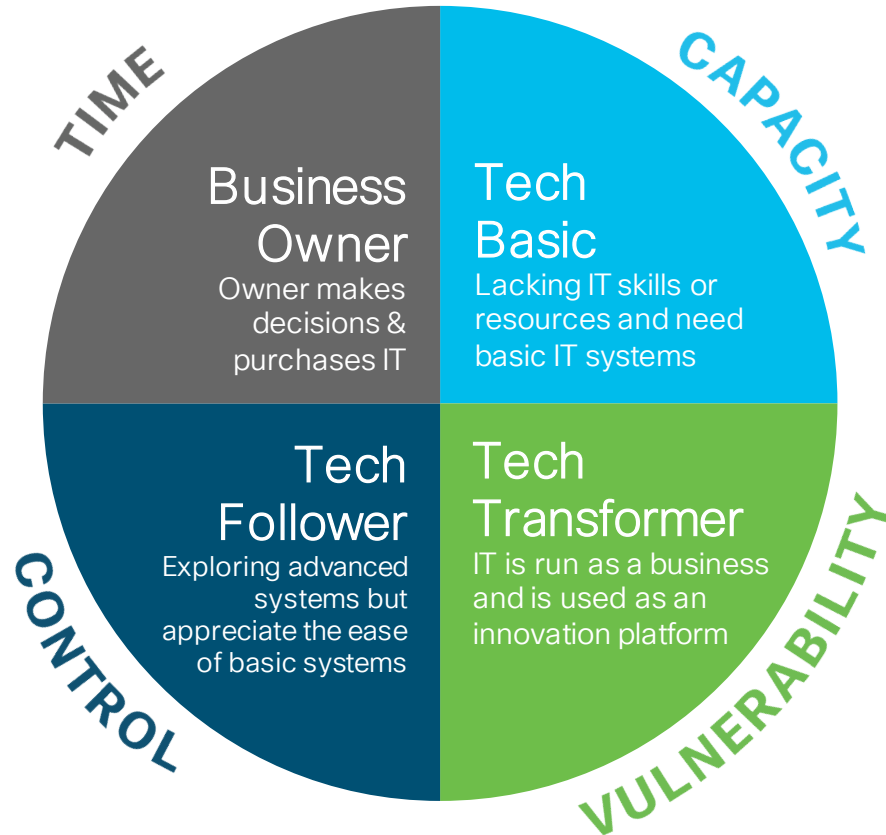 TIME
Business
Owner
Owner makes
decisions &
purchases IT
CAPACITY
Tech
Basic
Lacking IT skills or
resources and need
basic IT systems
CONTROL
Tech
Follower
Exploring advanced
systems but
appreciate the ease
of basic systems
VULNERABILITY
Tech
Transformer
IT is run as a business
and is used as an
innovation platform